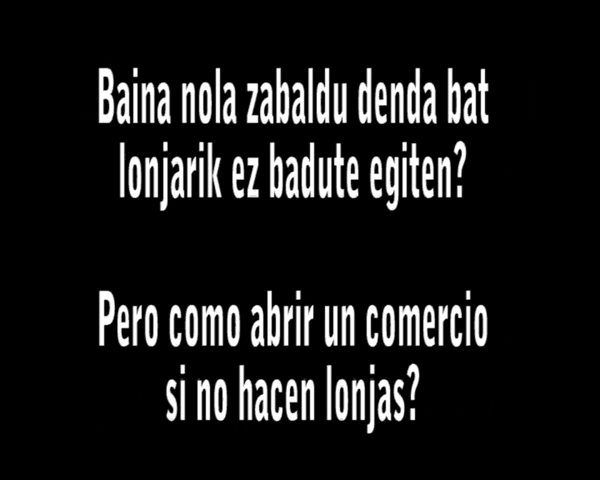 Baina nola zabaldu denda bat
lonjarik ez badute egiten?
Pero como abrir un comercio
si no hacen lonjas?